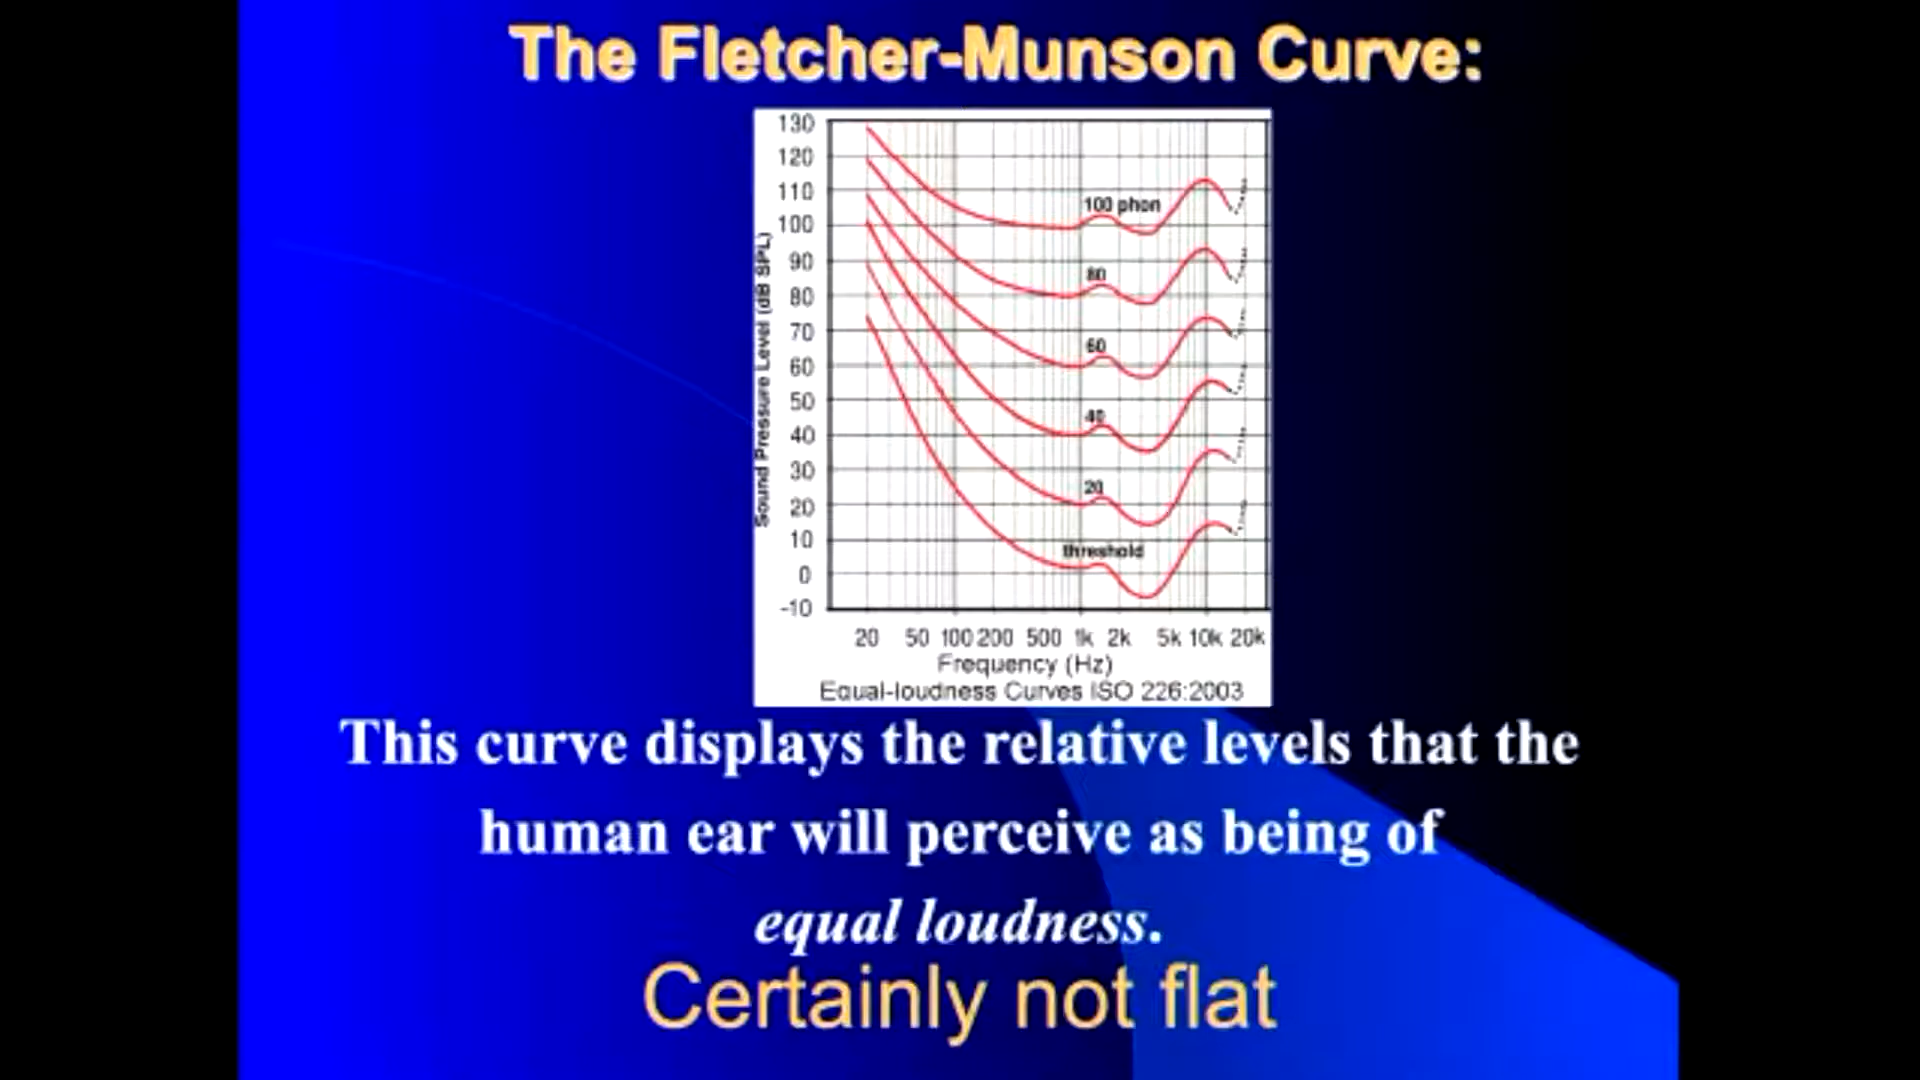 The Fletcher-Munson Curve:
130
120
110
100
90
80
70
60
50
40
30
20
10
0
-10
Sound Pressure Level (dB SPL)
100 phon
80
60
40
20
threshold
20 50 100 200 500 1k 2k 5k 10k 20k
Frequency (Hz)
Equal-loudness Curves ISO 226:2003
This curve displays the relative levels that the
human ear will perceive as being of
equal loudness.
Certainly not flat